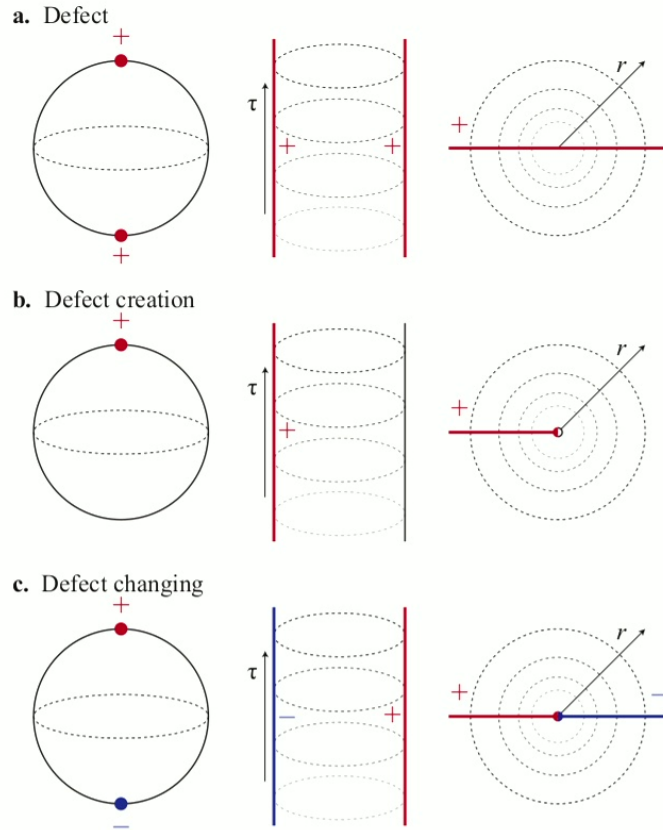 a. Defect
+
τ
+ +
r
+
+
b. Defect creation
+
τ
+
r
+
c. Defect changing
+
τ
− +
r
+ −
−